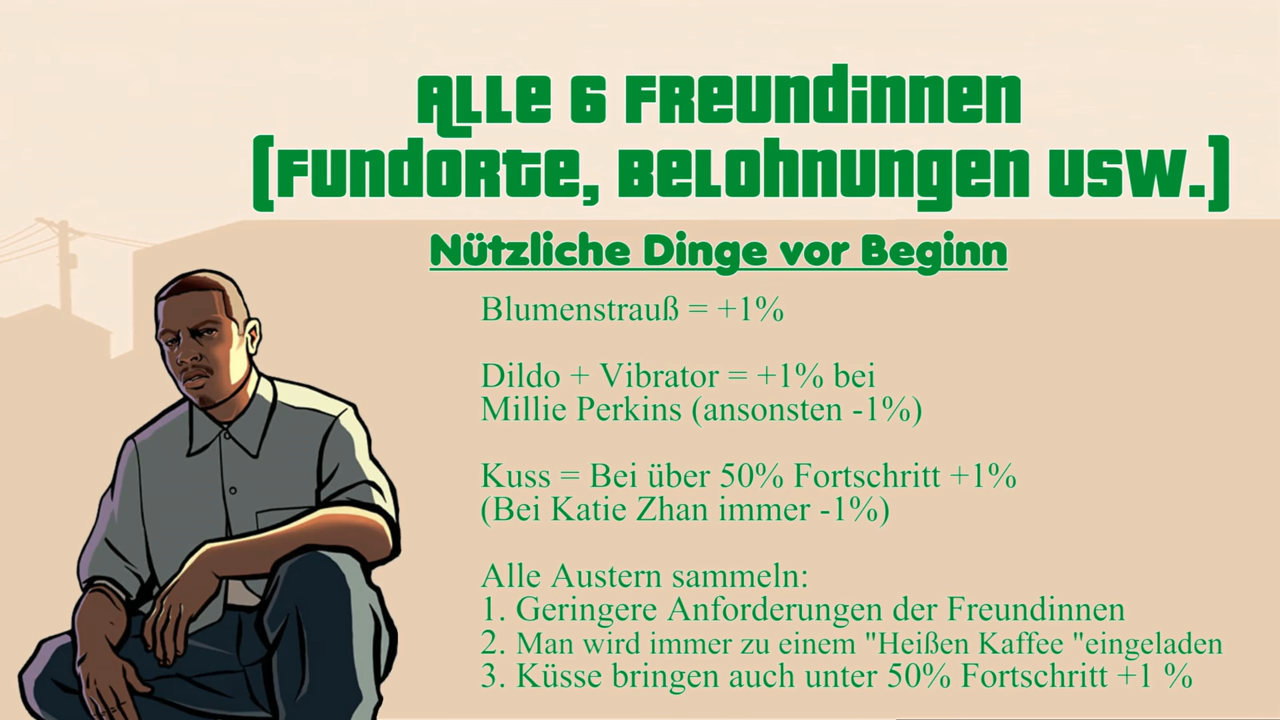 Alle 6 Freundinnen
(Fundorte, Belohnungen usw.)
Nützliche Dinge vor Beginn
Blumenstrauß = +1%
Dildo + Vibrator = +1% bei
Millie Perkins (ansonsten -1%)
Kuss = Bei über 50% Fortschritt +1%
(Bei Katie Zhan immer -1%)
Alle Austern sammeln:
1. Geringere Anforderungen der Freundinnen
2. Man wird immer zu einem "Heißen Kaffee "eingeladen
3. Küsse bringen auch unter 50% Fortschritt +1 %